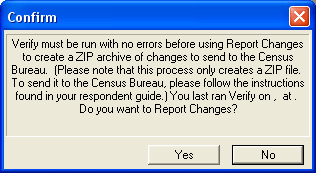 Confirm
Verify must be run with no errors before using Report Changes
to create a ZIP archive of changes to send to the Census
Bureau.  (Please note that this process only creates a ZIP file.
To send it to the Census Bureau, please follow the instructions
found in your respondent guide.) You last ran Verify on ,  at .
Do you want to Report Changes?
Yes
No